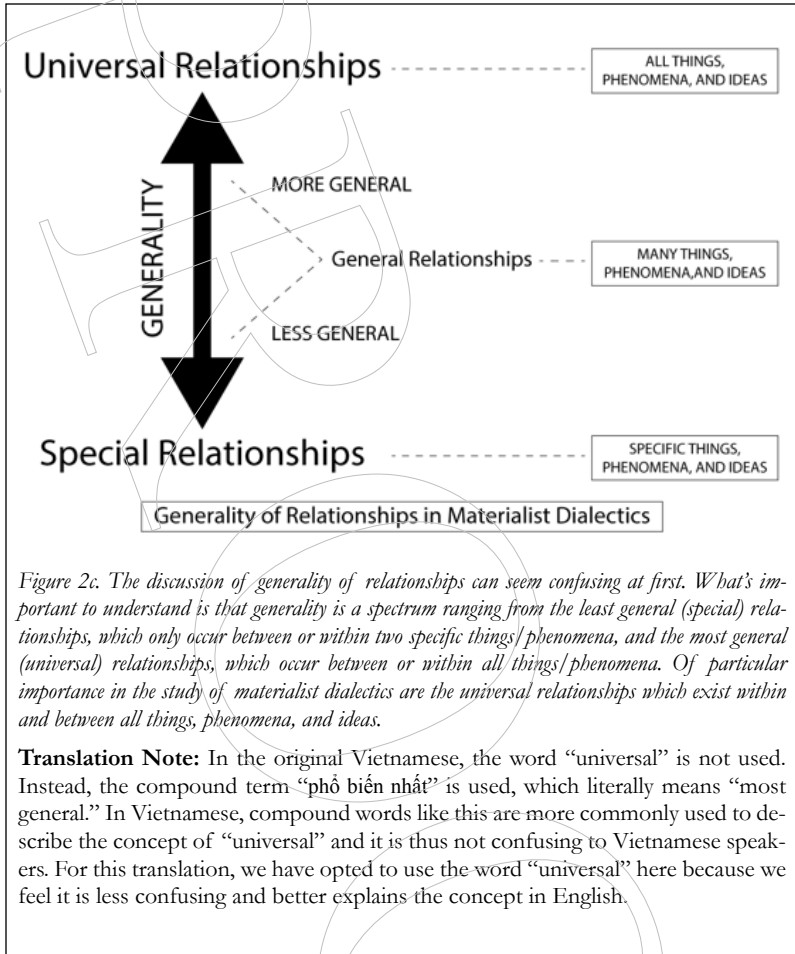 Universal Relationships
ALL THINGS,
PHENOMENA, AND IDEAS
GENERALITY
MORE GENERAL
General Relationships
MANY THINGS,
PHENOMENA,AND IDEAS
LESS GENERAL
Special Relationships
SPECIFIC THINGS,
PHENOMENA, AND IDEAS
Generality of Relationships in Materialist Dialectics
Figure 2c. The discussion of generality of relationships can seem confusing at first. What's im-
portant to understand is that generality is a spectrum ranging from the least general (special) rela-
tionships, which only occur between or within two specific things/phenomena, and the most general
(universal) relationships, which occur between or within all things/phenomena. Of particular
importance in the study of materialist dialectics are the universal relationships which exist within
and between all things, phenomena, and ideas.
Translation Note: In the original Vietnamese, the word “universal” is not used.
Instead, the compound term “phổ biến nhất” is used, which literally means “most
general.” In Vietnamese, compound words like this are more commonly used to de-
scribe the concept of “universal” and it is thus not confusing to Vietnamese speak-
ers. For this translation, we have opted to use the word “universal” here because we
feel it is less confusing and better explains the concept in English.